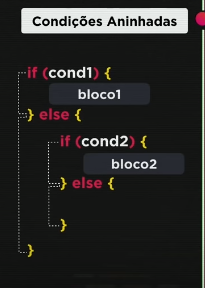 Condições Aninhadas
if (cond1) {
bloco1
} else {
if (cond2) {
bloco2
} else {
}
}